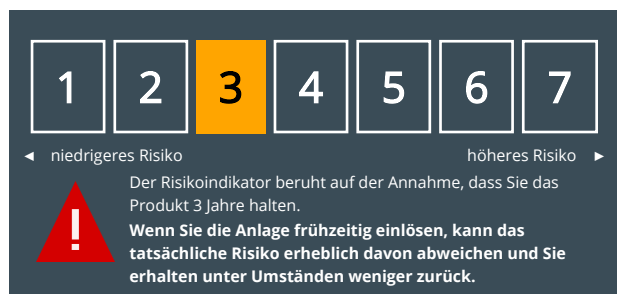 1 2 3 4 5 6 7
◄ niedrigeres Risiko höheres Risiko ►
Der Risikoindikator beruht auf der Annahme, dass Sie das
Produkt 3 Jahre halten.
Wenn Sie die Anlage frühzeitig einlösen, kann das
tatsächliche Risiko erheblich davon abweichen und Sie
erhalten unter Umständen weniger zurück.
!